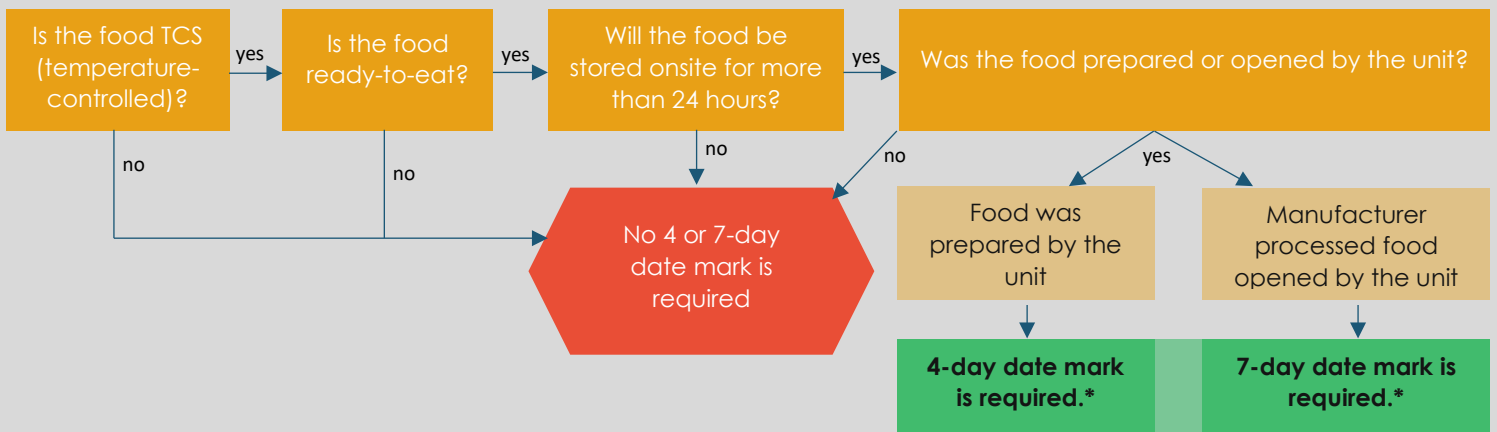 Is the food TCS
(temperature-
controlled)?
yes
Is the food
ready-to-eat?
yes
Will the food be
stored onsite for more
than 24 hours?
yes
Was the food prepared or opened by the unit?
no
no
no
no
yes
No 4 or 7-day
date mark is
required
Food was
prepared by the
unit
Manufacturer
processed food
opened by the unit
4-day date mark
is required.*
7-day date mark is
required.*